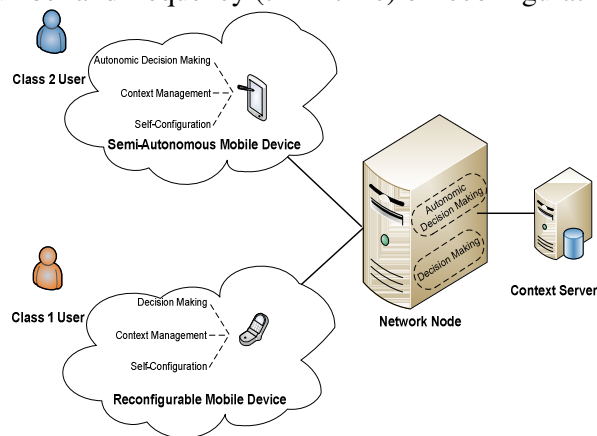 Class 2 User
Autonomic Decision Making
Context Management
Self-Configuration
Semi-Autonomous Mobile Device
Autonomic
Decision Making
Decision Making
Network Node
Context Server
Class 1 User
Decision Making
Context Management
Self-Configuration
Reconfigurable Mobile Device